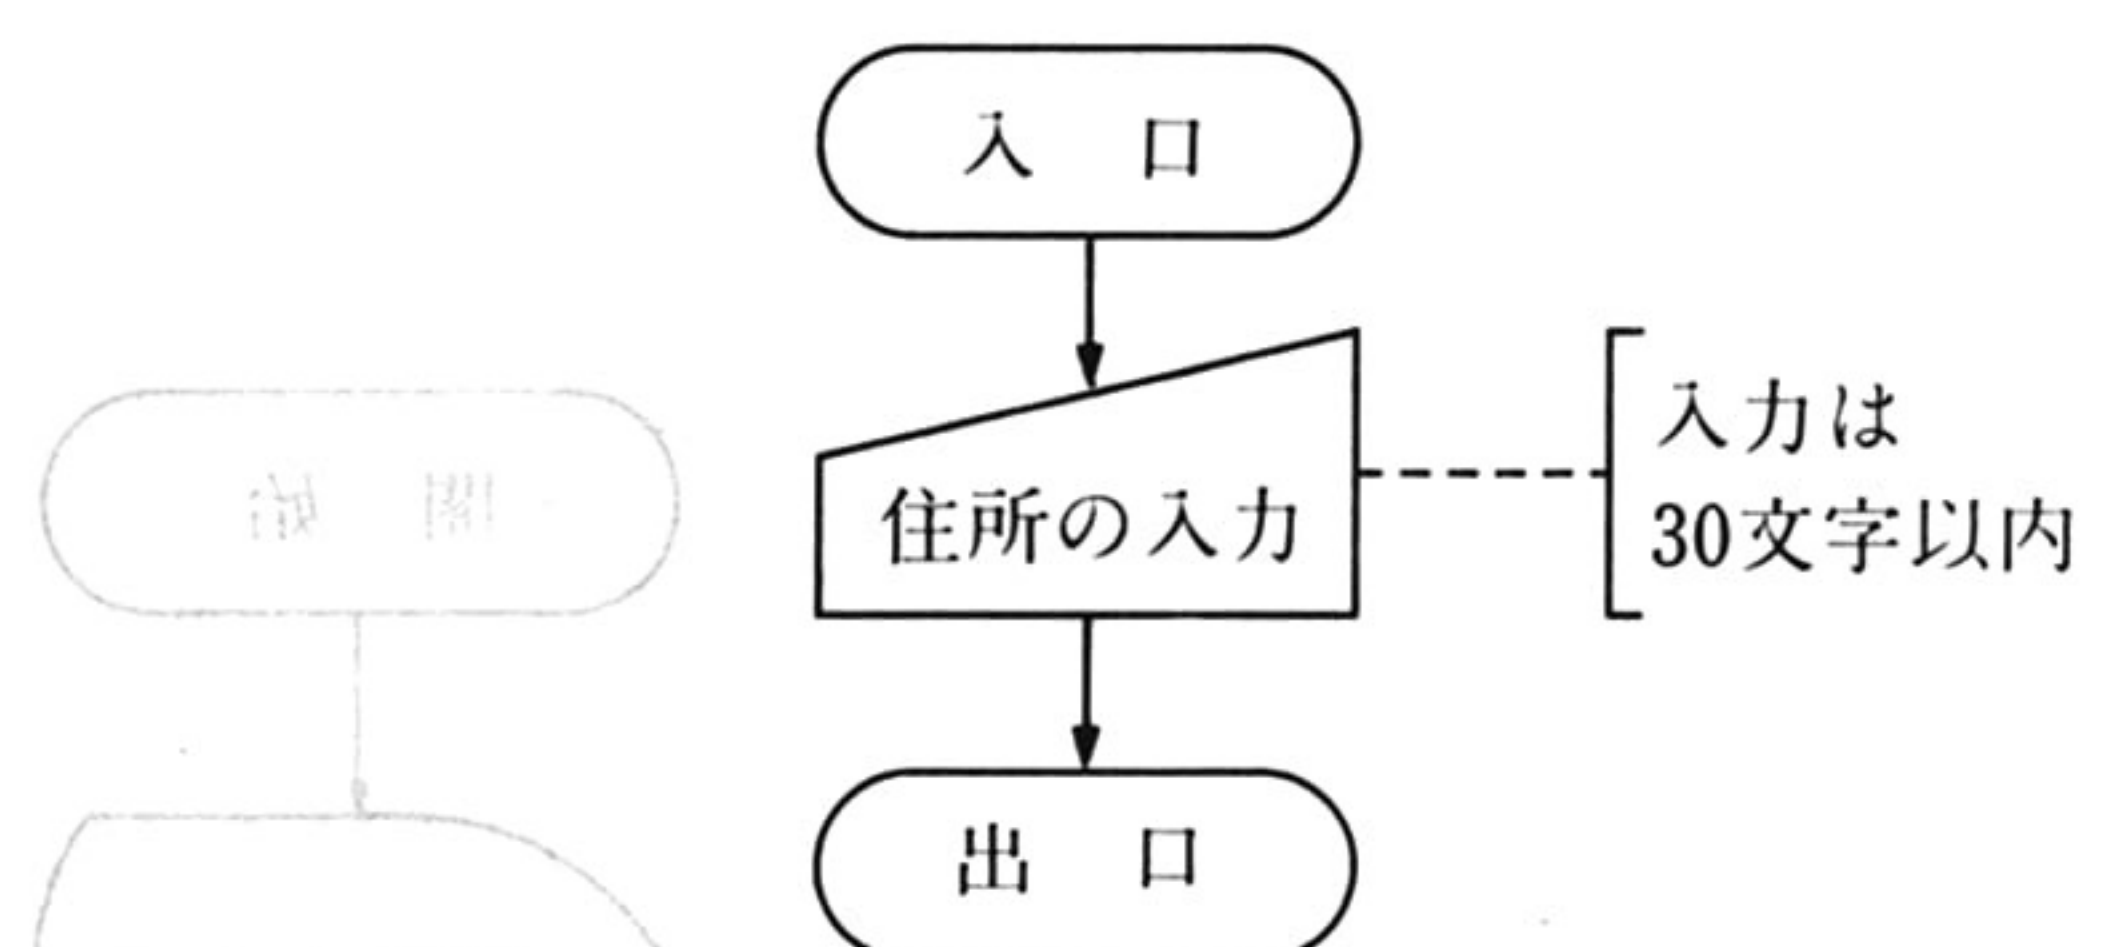 入 口
住所の入力
入力は
30文字以内
出 口